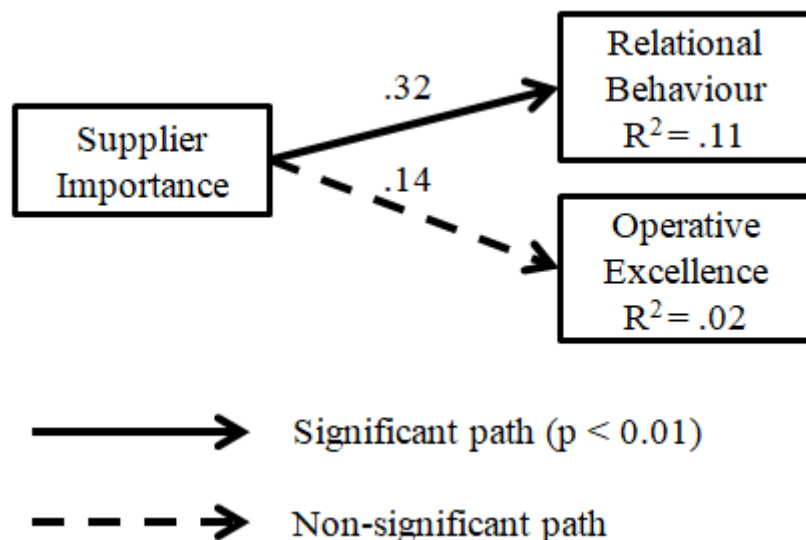 Relational
Behaviour
R² = .11
.32
Supplier
Importance
.14
Operative
Excellence
R² = .02
Significant path (p < 0.01)
Non-significant path